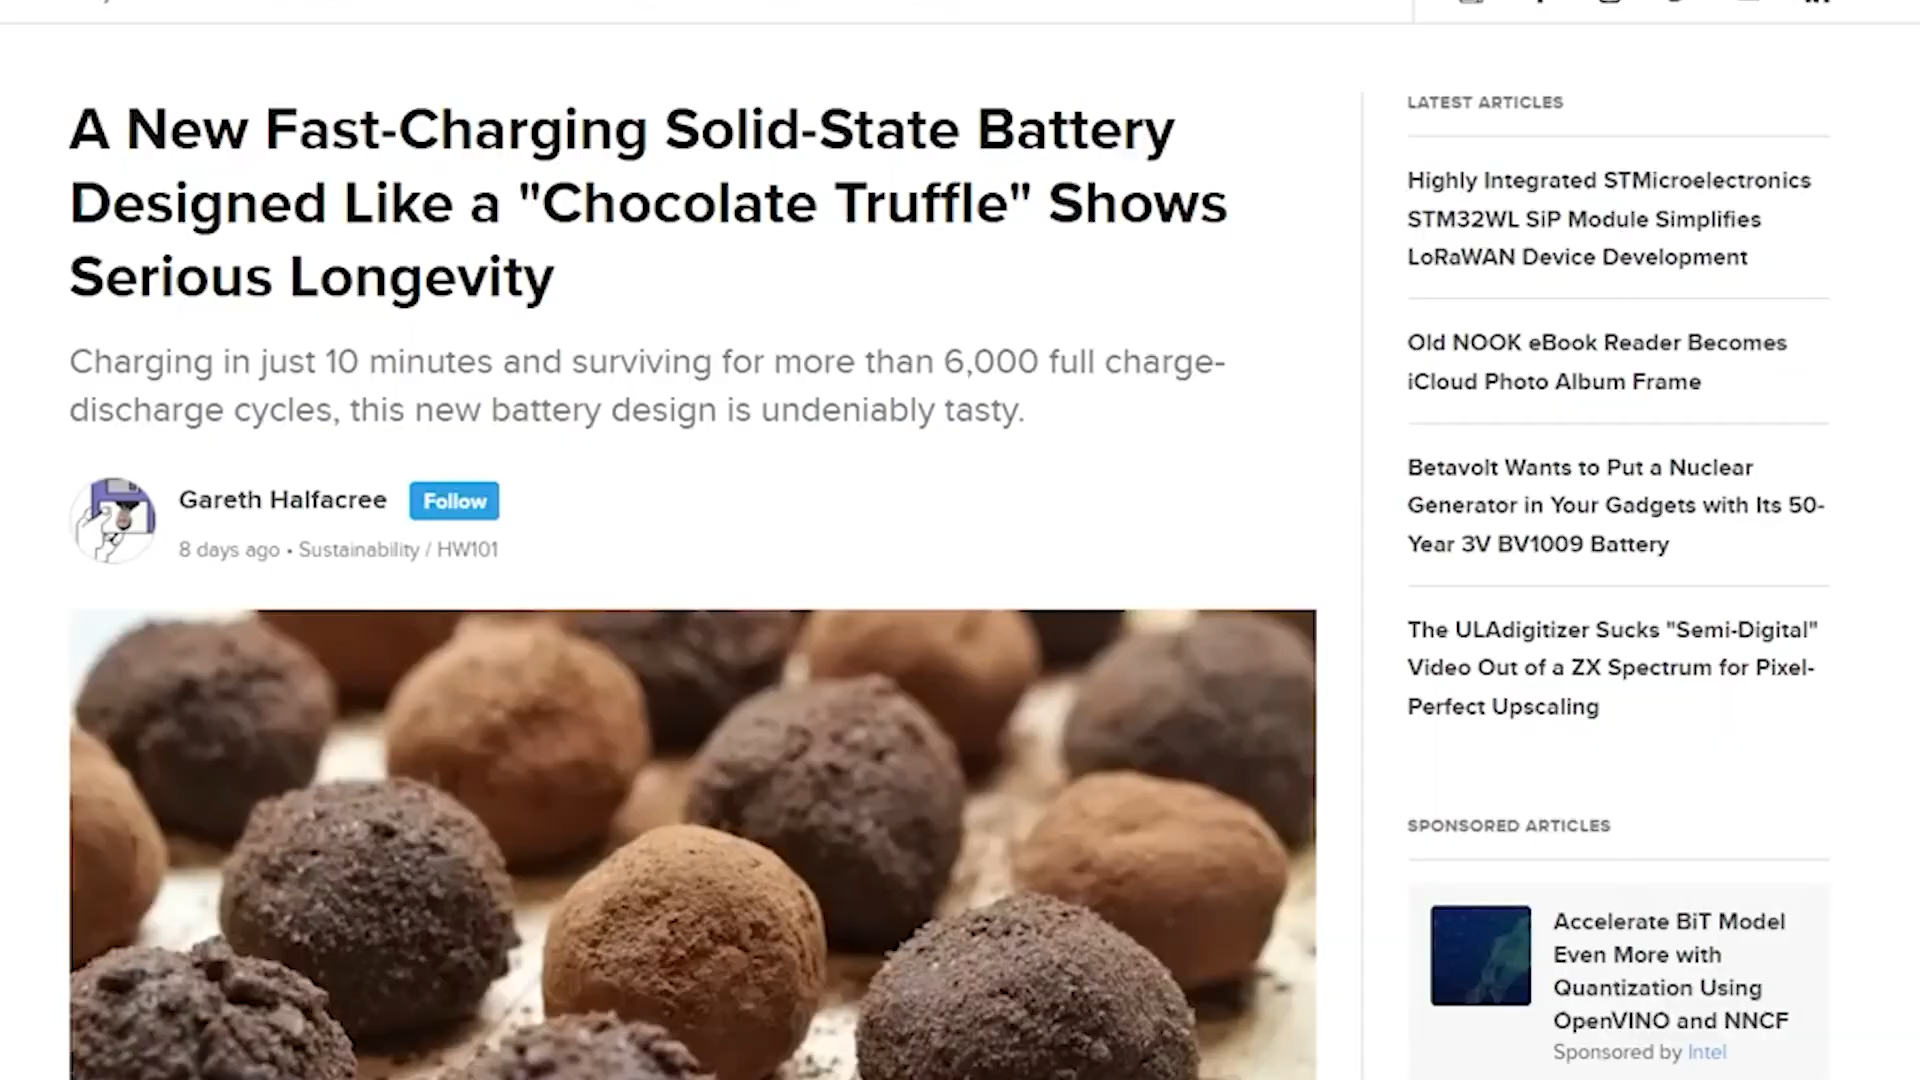 A New Fast-Charging Solid-State Battery
Designed Like a "Chocolate Truffle" Shows
Serious Longevity
Charging in just 10 minutes and surviving for more than 6,000 full charge-
discharge cycles, this new battery design is undeniably tasty.
Gareth Halfacree
Follow
8 days ago • Sustainability / HW101
LATEST ARTICLES
Highly Integrated STMicroelectronics
STM32WL SiP Module Simplifies
LoRaWAN Device Development
Old NOOK eBook Reader Becomes
iCloud Photo Album Frame
Betavolt Wants to Put a Nuclear
Generator in Your Gadgets with Its 50-
Year 3V BV1009 Battery
The ULAdigitizer Sucks "Semi-Digital"
Video Out of a ZX Spectrum for Pixel-
Perfect Upscaling
SPONSORED ARTICLES
Accelerate BiT Model
Even More with
Quantization Using
OpenVINO and NNCF
Sponsored by Intel